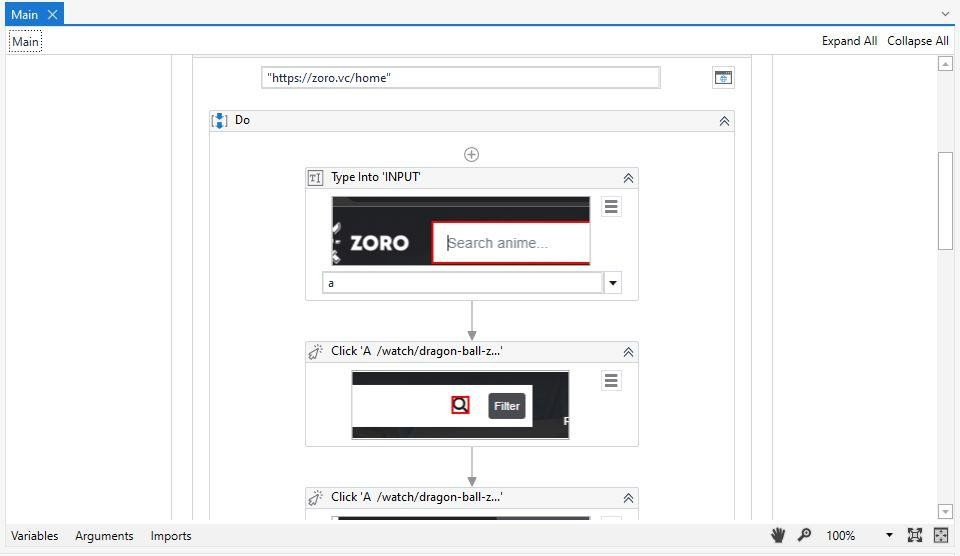 Main
Main
Expand All Collapse All
"https://zoro.vc/home"
Do
Type Into 'INPUT'
ZORO
Search anime...
a
Click 'A /watch/dragon-ball-z...'
Filter
Click 'A /watch/dragon-ball-z...'
Variables Arguments Imports
100%